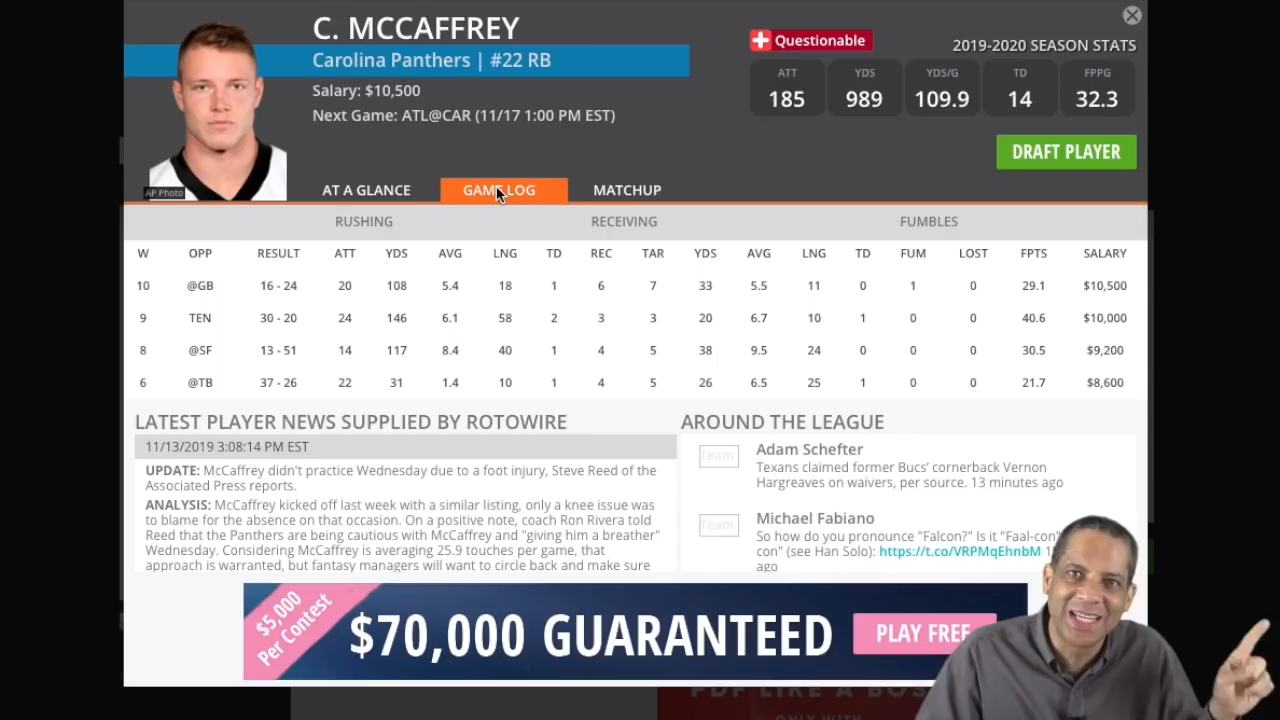 C. MCCAFFREY
Carolina Panthers | #22 RB
Salary: $10,500
Next Game: ATL@CAR (11/17 1:00 PM EST)
Questionable
2019-2020 SEASON STATS
ATT YDS YDS/G TD FPPG
185 989 109.9 14 32.3
DRAFT PLAYER
AP Photo
AT A GLANCE GAME LOG MATCHUP
RUSHING RECEIVING FUMBLES
W OPP RESULT ATT YDS AVG LNG TD REC TAR YDS AVG LNG TD FUM LOST FPTS SALARY
10 @GB 16 - 24 20 108 5.4 18 1 6 7 33 5.5 11 0 1 0 29.1 $10,500
9 TEN 30 - 20 24 146 6.1 58 2 3 3 20 6.7 10 1 0 0 40.6 $10,000
8 @SF 13 - 51 14 117 8.4 40 1 4 5 38 9.5 24 0 0 0 30.5 $9,200
6 @TB 37 - 26 22 31 1.4 10 1 4 5 26 6.5 25 1 0 0 21.7 $8,600
LATEST PLAYER NEWS SUPPLIED BY ROTOWIRE
11/13/2019 3:08:14 PM EST
UPDATE: McCaffrey didn't practice Wednesday due to a foot injury, Steve Reed of the
Associated Press reports.
ANALYSIS: McCaffrey kicked off last week with a similar listing, only a knee issue was
to blame for the absence on that occasion. On a positive note, coach Ron Rivera told
Reed that the Panthers are being cautious with McCaffrey and "giving him a breather"
Wednesday. Considering McCaffrey is averaging 25.9 touches per game, that
approach is warranted, but fantasy managers will want to circle back and make sure
AROUND THE LEAGUE
Team
Adam Schefter
Texans claimed former Bucs' cornerback Vernon
Hargreaves on waivers, per source. 13 minutes ago
Team
Michael Fabiano
So how do you pronounce "Falcon?" Is it "Faal-con"
con" (see Han Solo): https://t.co/VRPMqEhnbM
ago
$5,000
Per Contest
$70,000 GUARANTEED
PLAY FREE
PDF LIKE A BOS
ONLY WITH